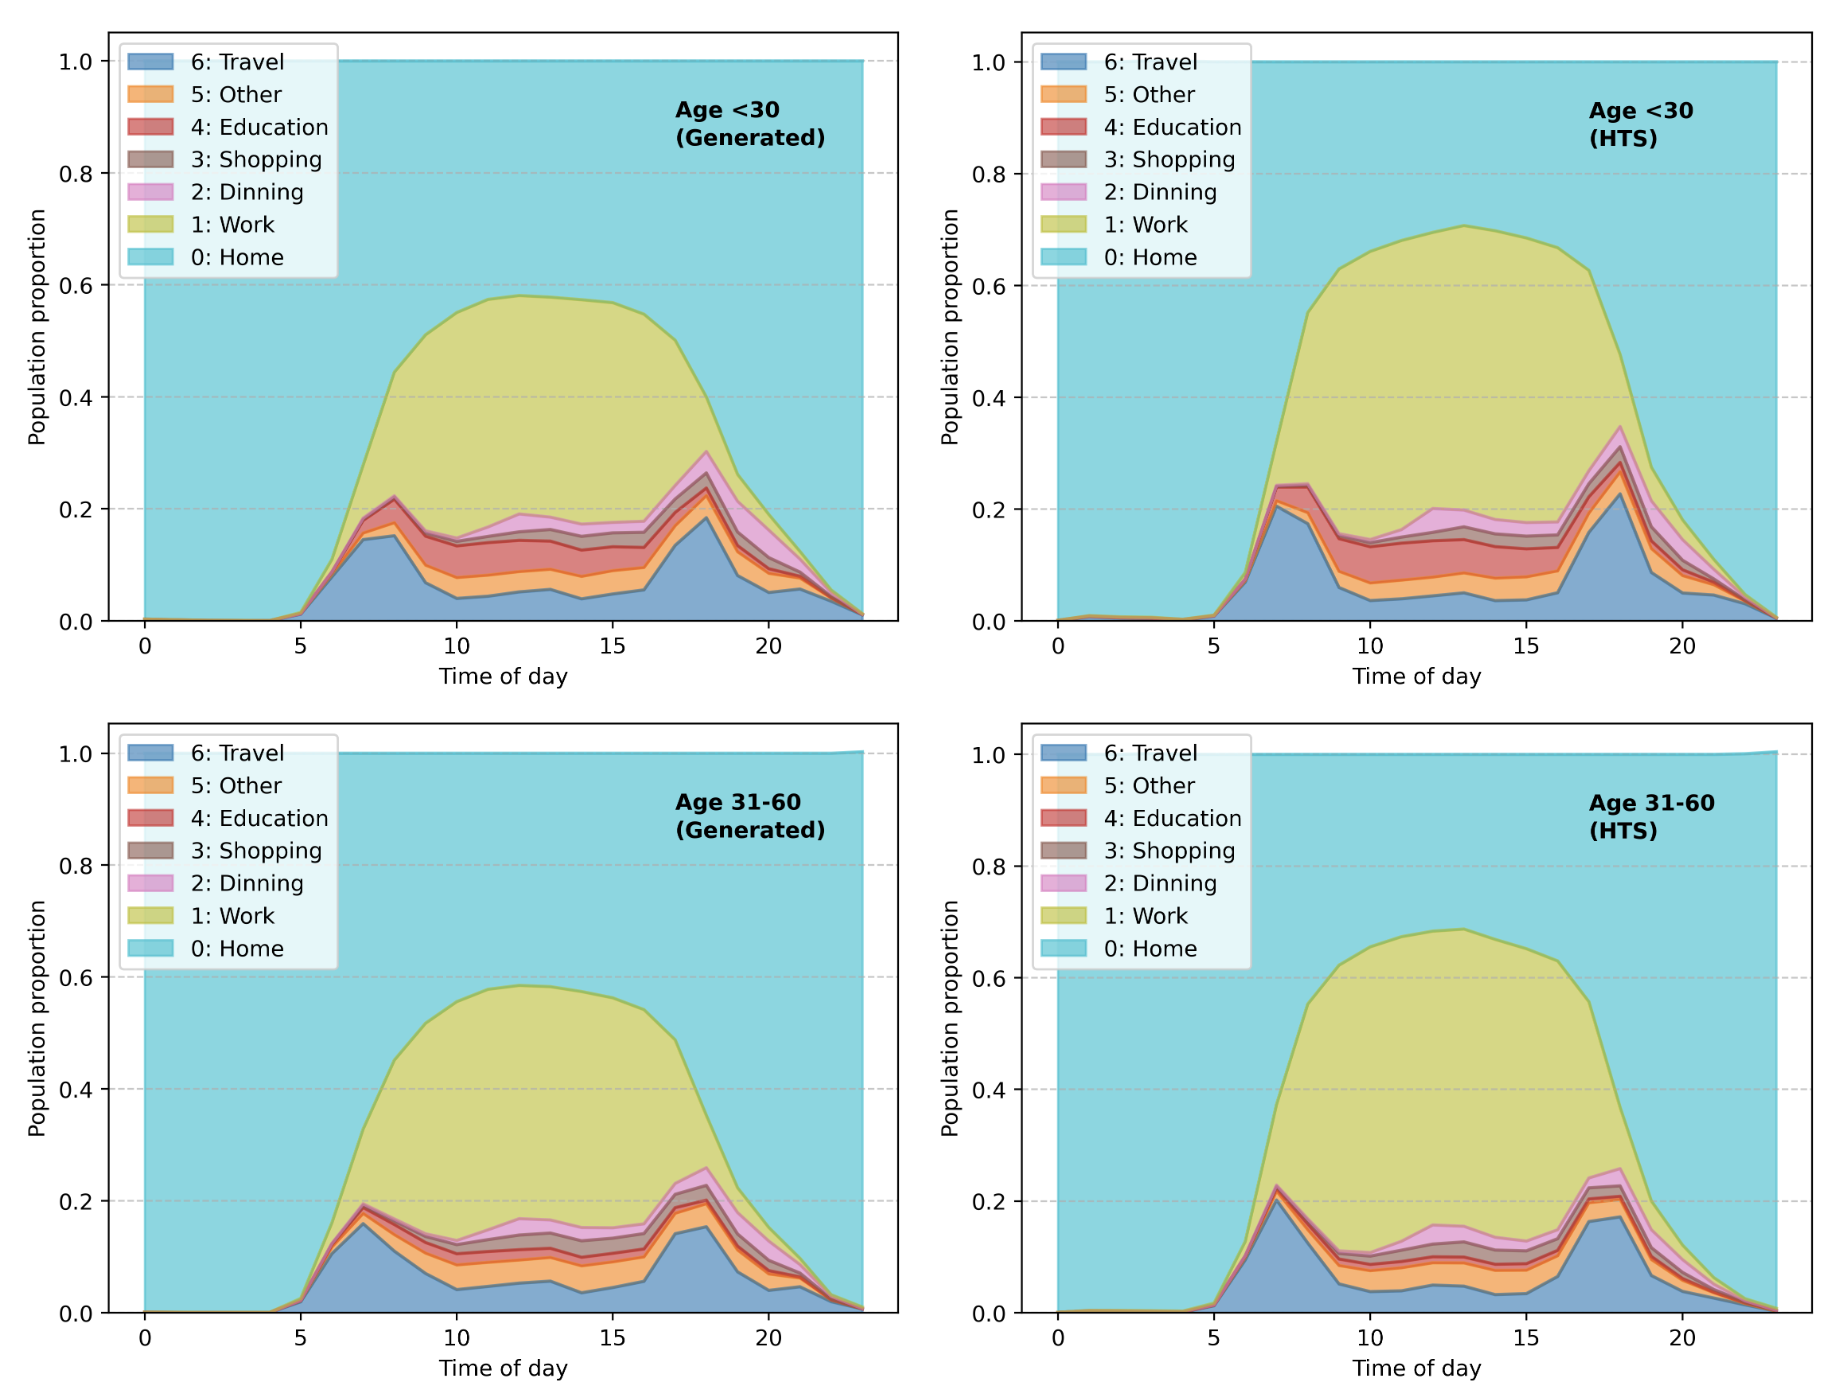 1.0
0.8
0.6
0.4
0.2
0.0
Population proportion
6: Travel
5: Other
4: Education
3: Shopping
2: Dinning
1: Work
0: Home
Age <30
(Generated)
0 5 10 15 20
Time of day
1.0
0.8
0.6
0.4
0.2
0.0
Population proportion
6: Travel
5: Other
4: Education
3: Shopping
2: Dinning
1: Work
0: Home
Age <30
(HTS)
0 5 10 15 20
Time of day
1.0
0.8
0.6
0.4
0.2
0.0
Population proportion
6: Travel
5: Other
4: Education
3: Shopping
2: Dinning
1: Work
0: Home
Age 31-60
(Generated)
0 5 10 15 20
Time of day
1.0
0.8
0.6
0.4
0.2
0.0
Population proportion
6: Travel
5: Other
4: Education
3: Shopping
2: Dinning
1: Work
0: Home
Age 31-60
(HTS)
0 5 10 15 20
Time of day